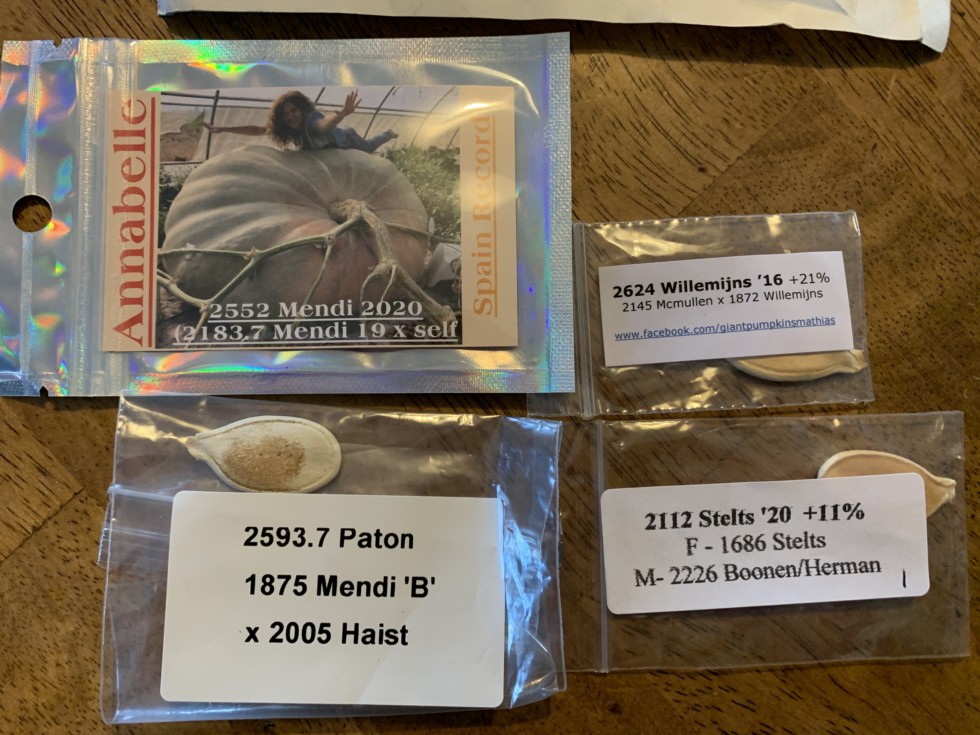 Annabelle
Spain Record
2552 Mendi 2020
(2183.7 Mendi 19 x self
2624 Willemijns '16 +21%
2145 Mcmullen x 1872 Willemijns
www.facebook.com/giantpumpkinsmathias
2593.7 Paton
1875 Mendi 'B'
x 2005 Haist
2112 Stelts '20 +11%
F - 1686 Stelts
M- 2226 Boonen/Herman
1